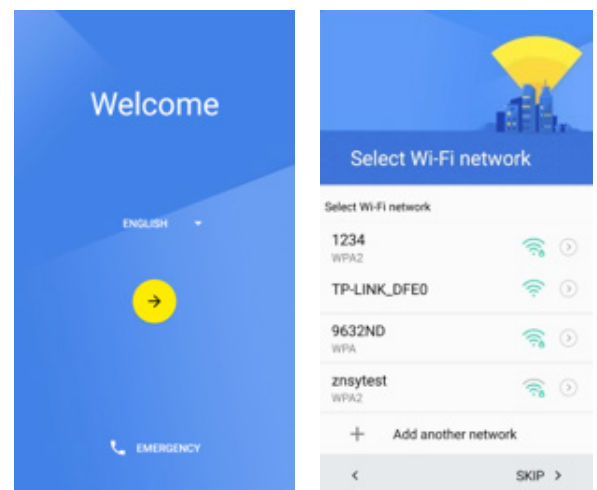 Welcome
ENGLISH
EMERGENCY
Select Wi-Fi network
Select Wi-Fi network
1234
WPA2
TP-LINK_DFE0
9632ND
WPA
znsytest
WPA2
Add another network
SKIP